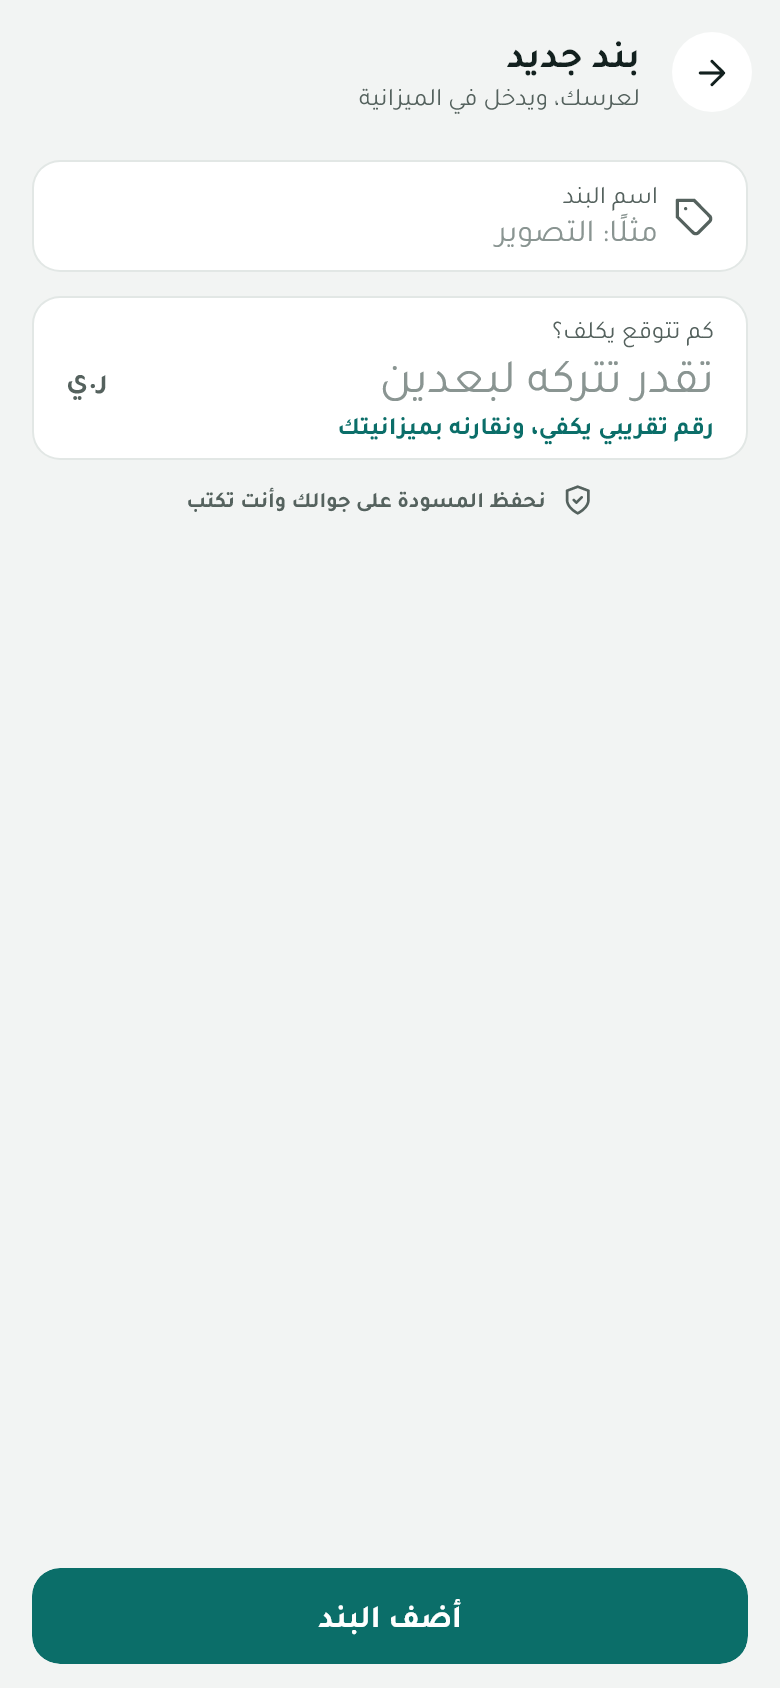 بند جديد
لعرسك، ويدخل في الميزانية
اسم البند
مثلًا: التصوير
كم تتوقع يكلف؟
تقدر تتركه لبعدين
ر.ي
رقم تقريبي يكفي، ونقارنه بميزانيتك
نحفظ المسودة على جوالك وأنت تكتب
أضف البند